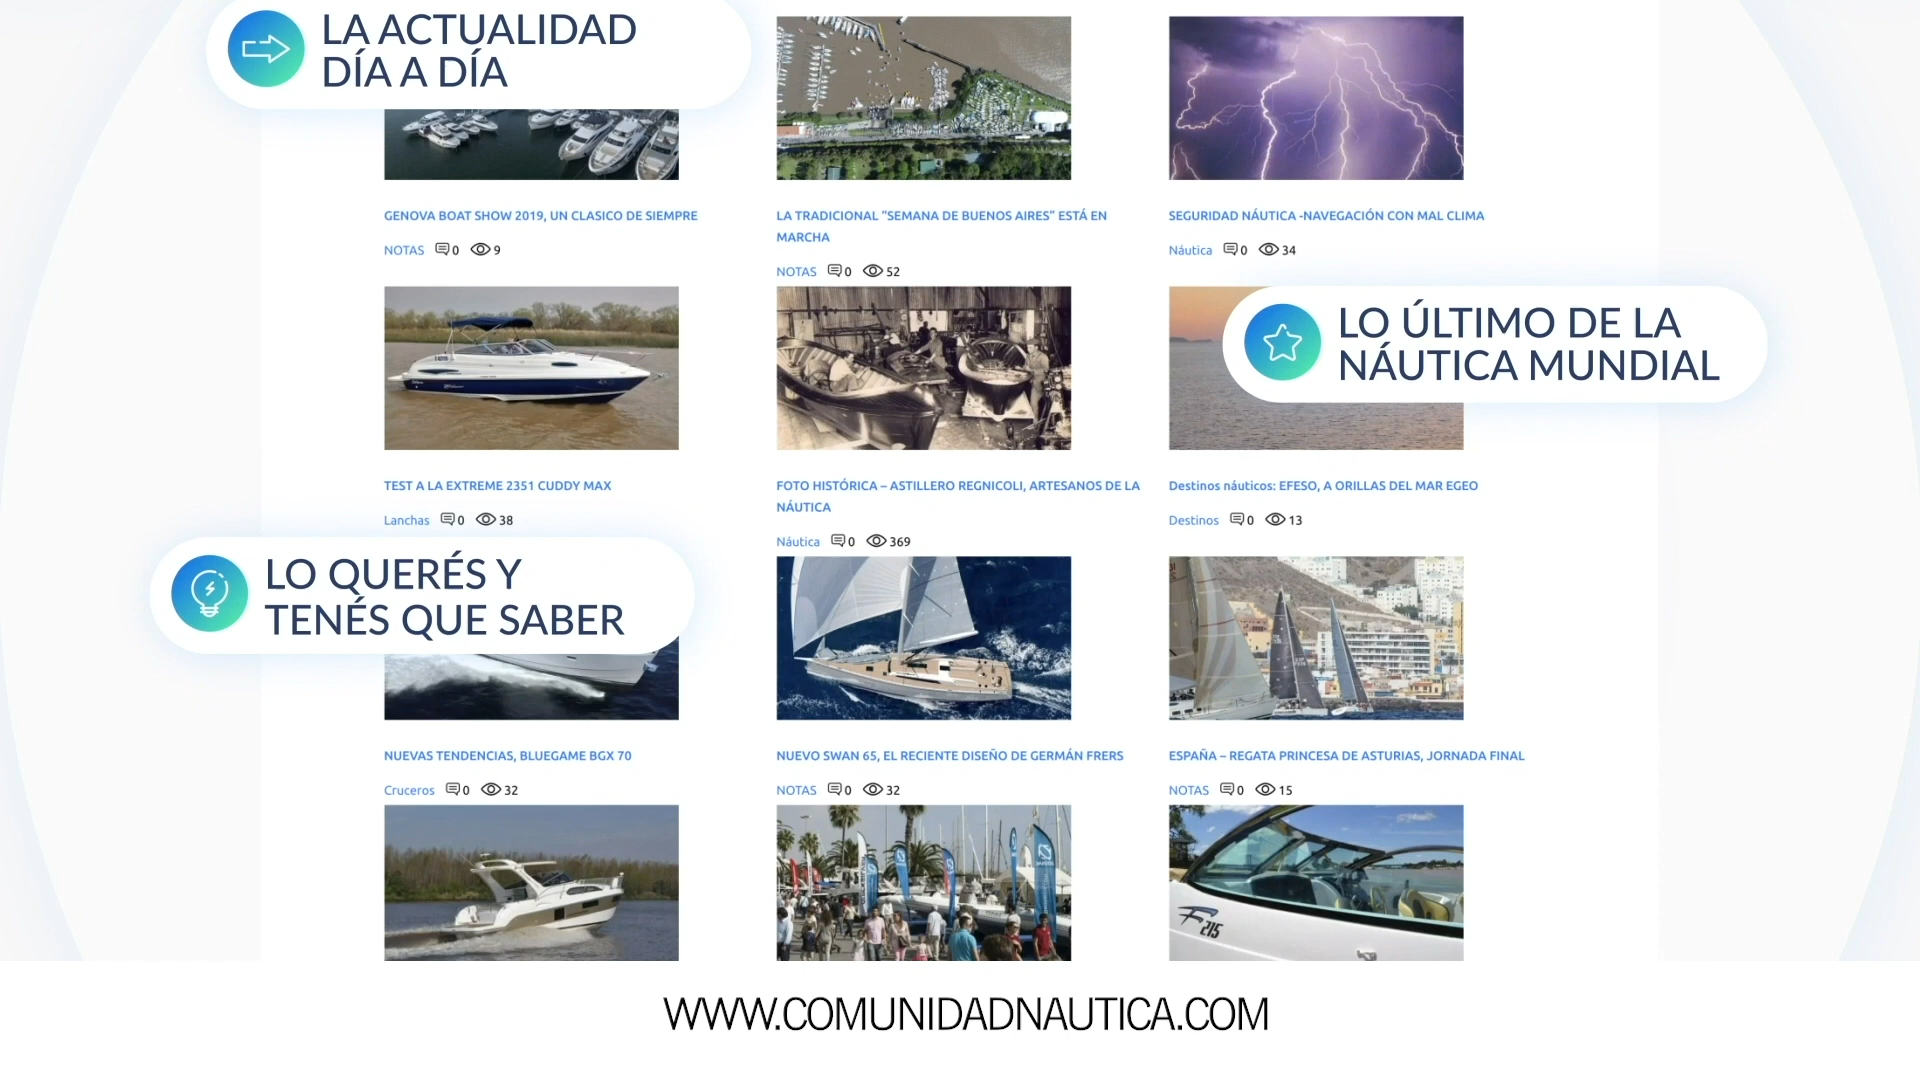 LA ACTUALIDAD
DÍA A DÍA
GENOVA BOAT SHOW 2019, UN CLASICO DE SIEMPRE
NOTAS 0 9
LA TRADICIONAL “SEMANA DE BUENOS AIRES” ESTÁ EN
MARCHA
NOTAS 0 52
SEGURIDAD NÁUTICA -NAVEGACIÓN CON MAL CLIMA
Náutica 0 34
LO ÚLTIMO DE LA
NÁUTICA MUNDIAL
TEST A LA EXTREME 2351 CUDDY MAX
Lanchas 0 38
FOTO HISTÓRICA – ASTILLERO REGNICOLI, ARTESANOS DE LA
NÁUTICA
Náutica 0 369
Destinos náuticos: EFESO, A ORILLAS DEL MAR EGEO
Destinos 0 13
LO QUERÉS Y
TENÉS QUE SABER
NUEVAS TENDENCIAS, BLUEGAME BGX 70
Cruceros 0 32
NUEVO SWAN 65, EL RECIENTE DISEÑO DE GERMÁN FRERS
NOTAS 0 32
ESPAÑA – REGATA PRINCESA DE ASTURIAS, JORNADA FINAL
NOTAS 0 15
F 215
WWW.COMUNIDADNAUTICA.COM